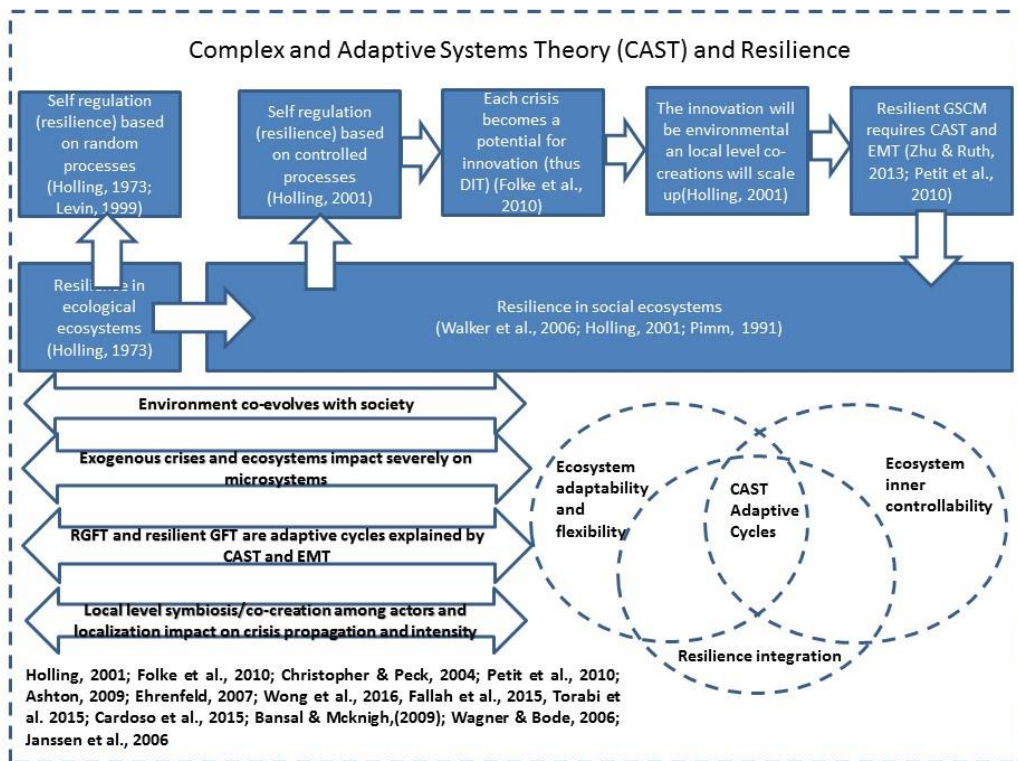 Complex and Adaptive Systems Theory (CAST) and Resilience
Self regulation
(resilience) based
on random
processes
(Holling, 1973;
Levin, 1999)
Self regulation
(resilience) based
on controlled
processes
(Holling, 2001)
Each crisis
becomes a
potential for
innovation (thus
DIT) (Folke et al.,
2010)
The innovation will
be environmental
an local level co-
creations will scale
up(Holling, 2001)
Resilient GSCM
requires CAST and
EMT (Zhu & Ruth,
2013; Petit et al.,
2010)
Resilience in
ecological
ecosystems
(Holling, 1973)
Resilience in social ecosystems
(Walker et al., 2006; Holling, 2001; Pimm, 1991)
Environment co-evolves with society
Exogenous crises and ecosystems impact severely on
microsystems
RGFT and resilient GFT are adaptive cycles explained by
CAST and EMT
Local level symbiosis/co-creation among actors and
localization impact on crisis propagation and intensity
Ecosystem
adaptability
and
flexibility
CAST
Adaptive
Cycles
Ecosystem
inner
controllability
Resilience integration
Holling, 2001; Folke et al., 2010; Christopher & Peck, 2004; Petit et al., 2010;
Ashton, 2009; Ehrenfeld, 2007; Wong et al., 2016, Fallah et al., 2015, Torabi et
al. 2015; Cardoso et al., 2015; Bansal & Mcknigh,(2009); Wagner & Bode, 2006;
Janssen et al., 2006